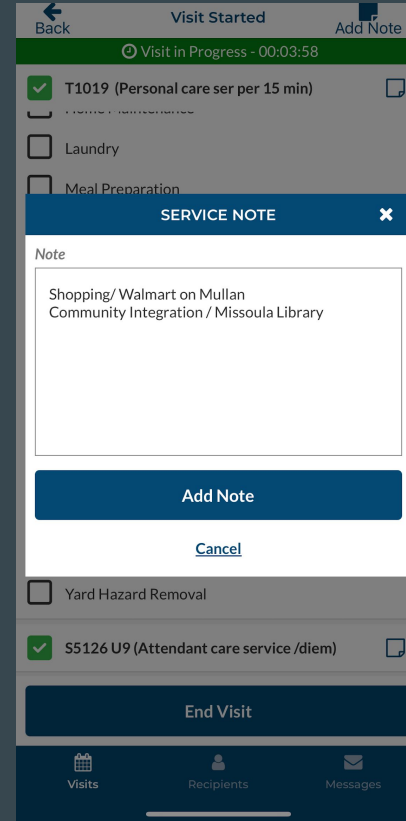 Back
Visit Started
Add Note
Visit in Progress - 00:03:58
T1019 (Personal care ser per 15 min)
Home Maintenance
Laundry
Meal Preparation
SERVICE NOTE
Note
Shopping/ Walmart on Mullan
Community Integration / Missoula Library
Add Note
Cancel
Yard Hazard Removal
S5126 U9 (Attendant care service /diem)
End Visit
Visits
Recipients
Messages